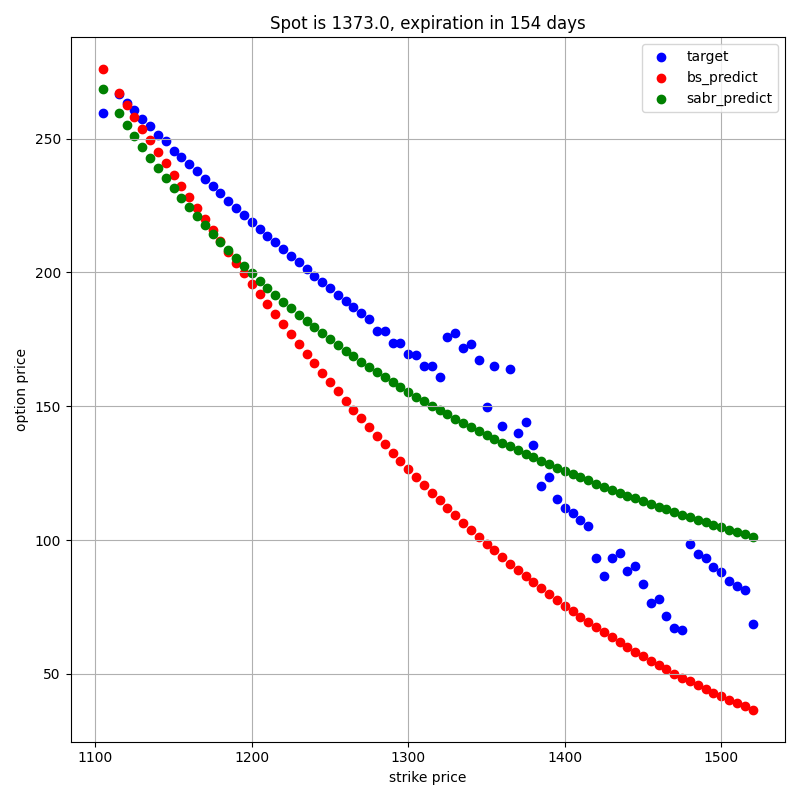 Spot is 1373.0, expiration in 154 days
target
bs_predict
sabr_predict
250
200
150
100
50
option price
1100
1200
1300
1400
1500
strike price